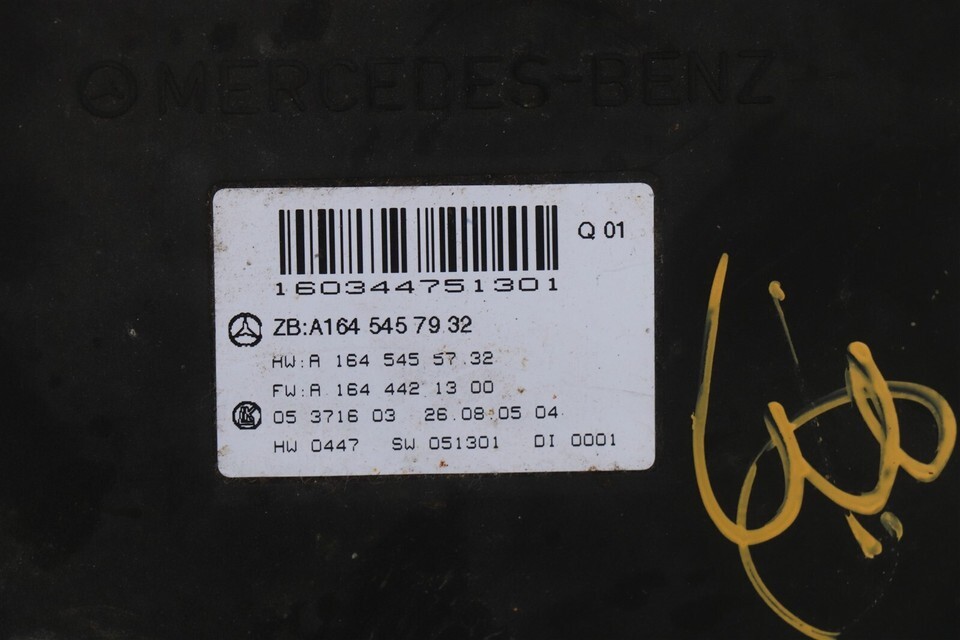 MERCEDES-BENZ
Q 01
160344751301
ZB:A164 545 79 32
HW:A 164 545 57 32
FW:A 164 442 13 00
05 3716 03 26.08.05 04
HW 0447 SW 051301 DI 0001